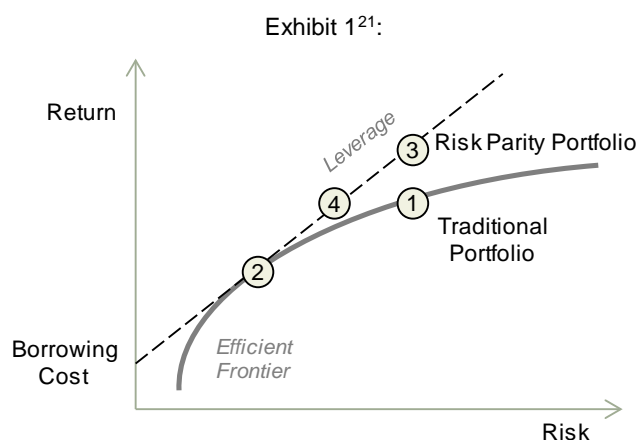 Exhibit 1²¹:
Return
Leverage
3
Risk Parity Portfolio
4
1
Traditional
Portfolio
2
Borrowing
Cost
Efficient
Frontier
Risk